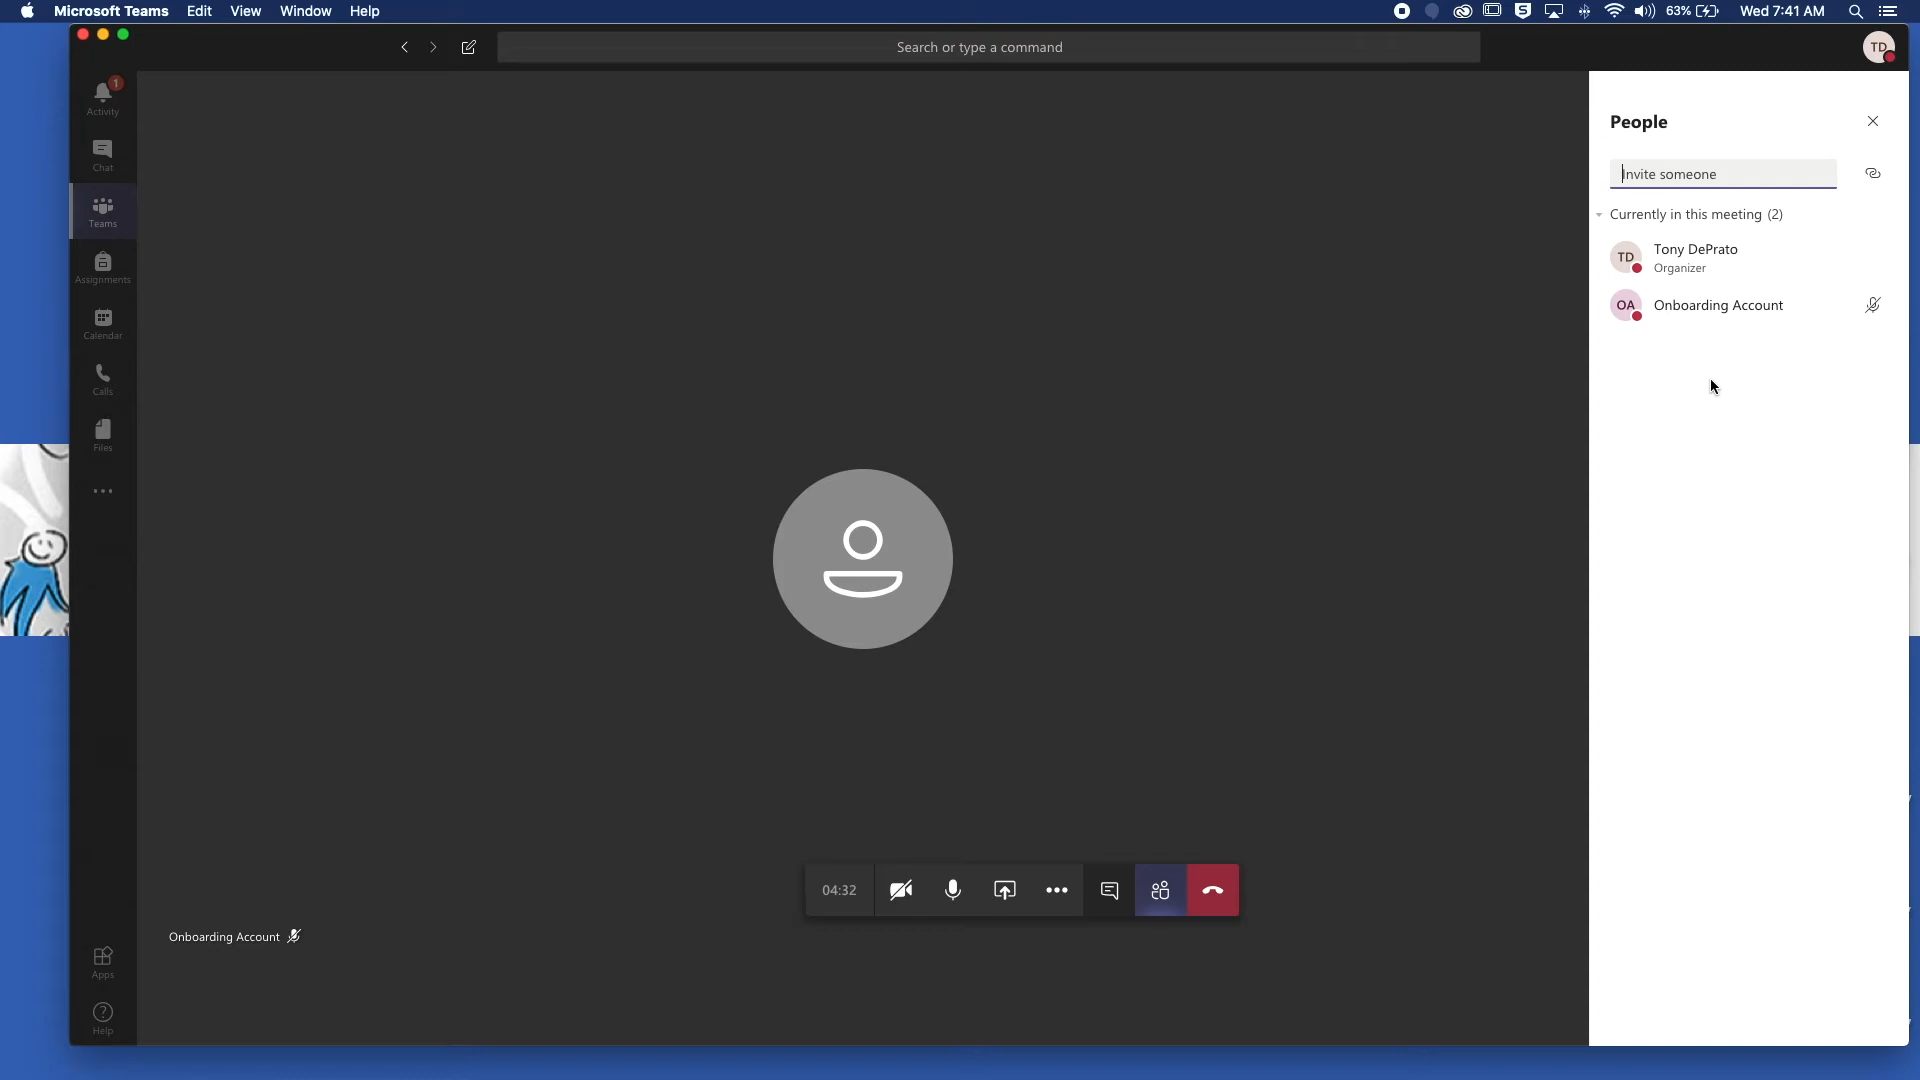 Microsoft Teams Edit View Window Help
63% Wed 7:41 AM
Search or type a command
TD
1
Activity
Chat
Teams
Assignments
Calendar
Calls
Files
Apps
Help
04:32
Onboarding Account
People
Invite someone
Currently in this meeting (2)
TD Tony DePrato
Organizer
OA Onboarding Account